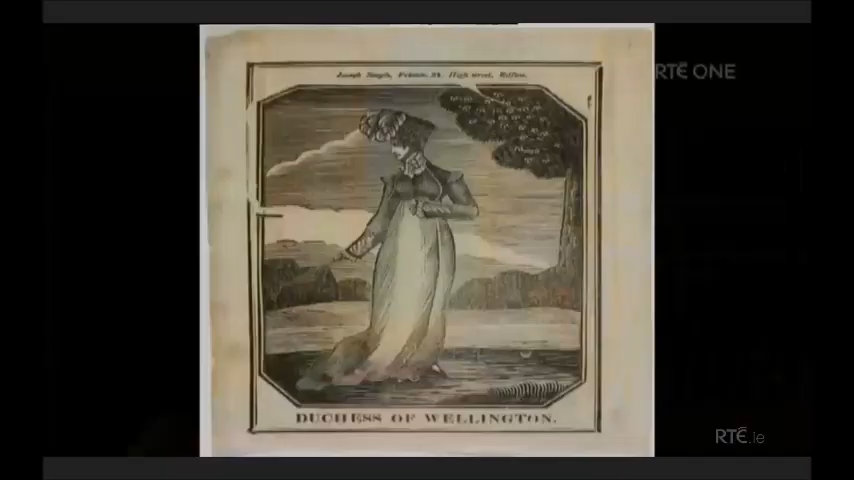 Joseph Smyth, Printer, 34, High street, Belfast.
RTÉ ONE
DUCHESS OF WELLINGTON.
RTÉ.ie